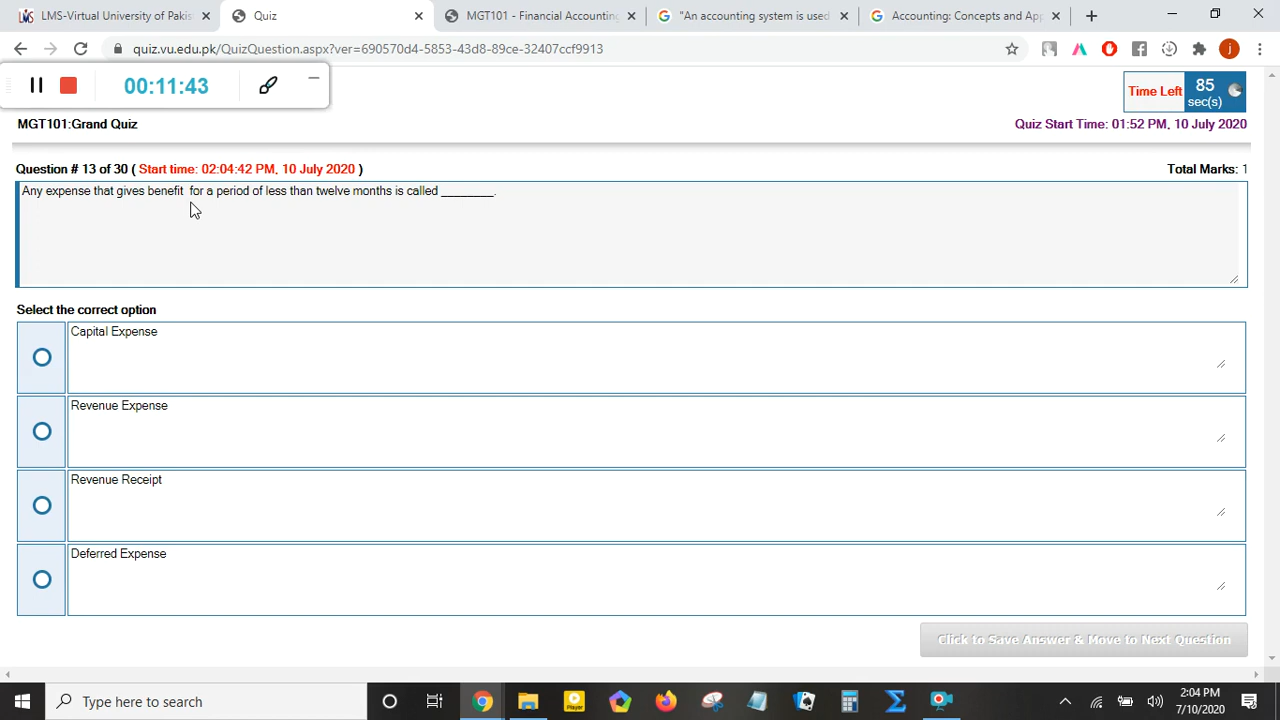 LMS-Virtual University of Pakis
Quiz
MGT101 - Financial Accounting
"An accounting system is used
Accounting: Concepts and App
quiz.vu.edu.pk/QuizQuestion.aspx?ver=690570d4-5853-43d8-89ce-32407ccf9913
j
00:11:43
Time Left
85
sec(s)
MGT101:Grand Quiz
Quiz Start Time: 01:52 PM, 10 July 2020
Question # 13 of 30 ( Start time: 02:04:42 PM, 10 July 2020 )
Total Marks: 1
Any expense that gives benefit  for a period of less than twelve months is called ________.
Select the correct option
Capital Expense
Revenue Expense
Revenue Receipt
Deferred Expense
Click to Save Answer & Move to Next Question
Type here to search
Player
2:04 PM
7/10/2020